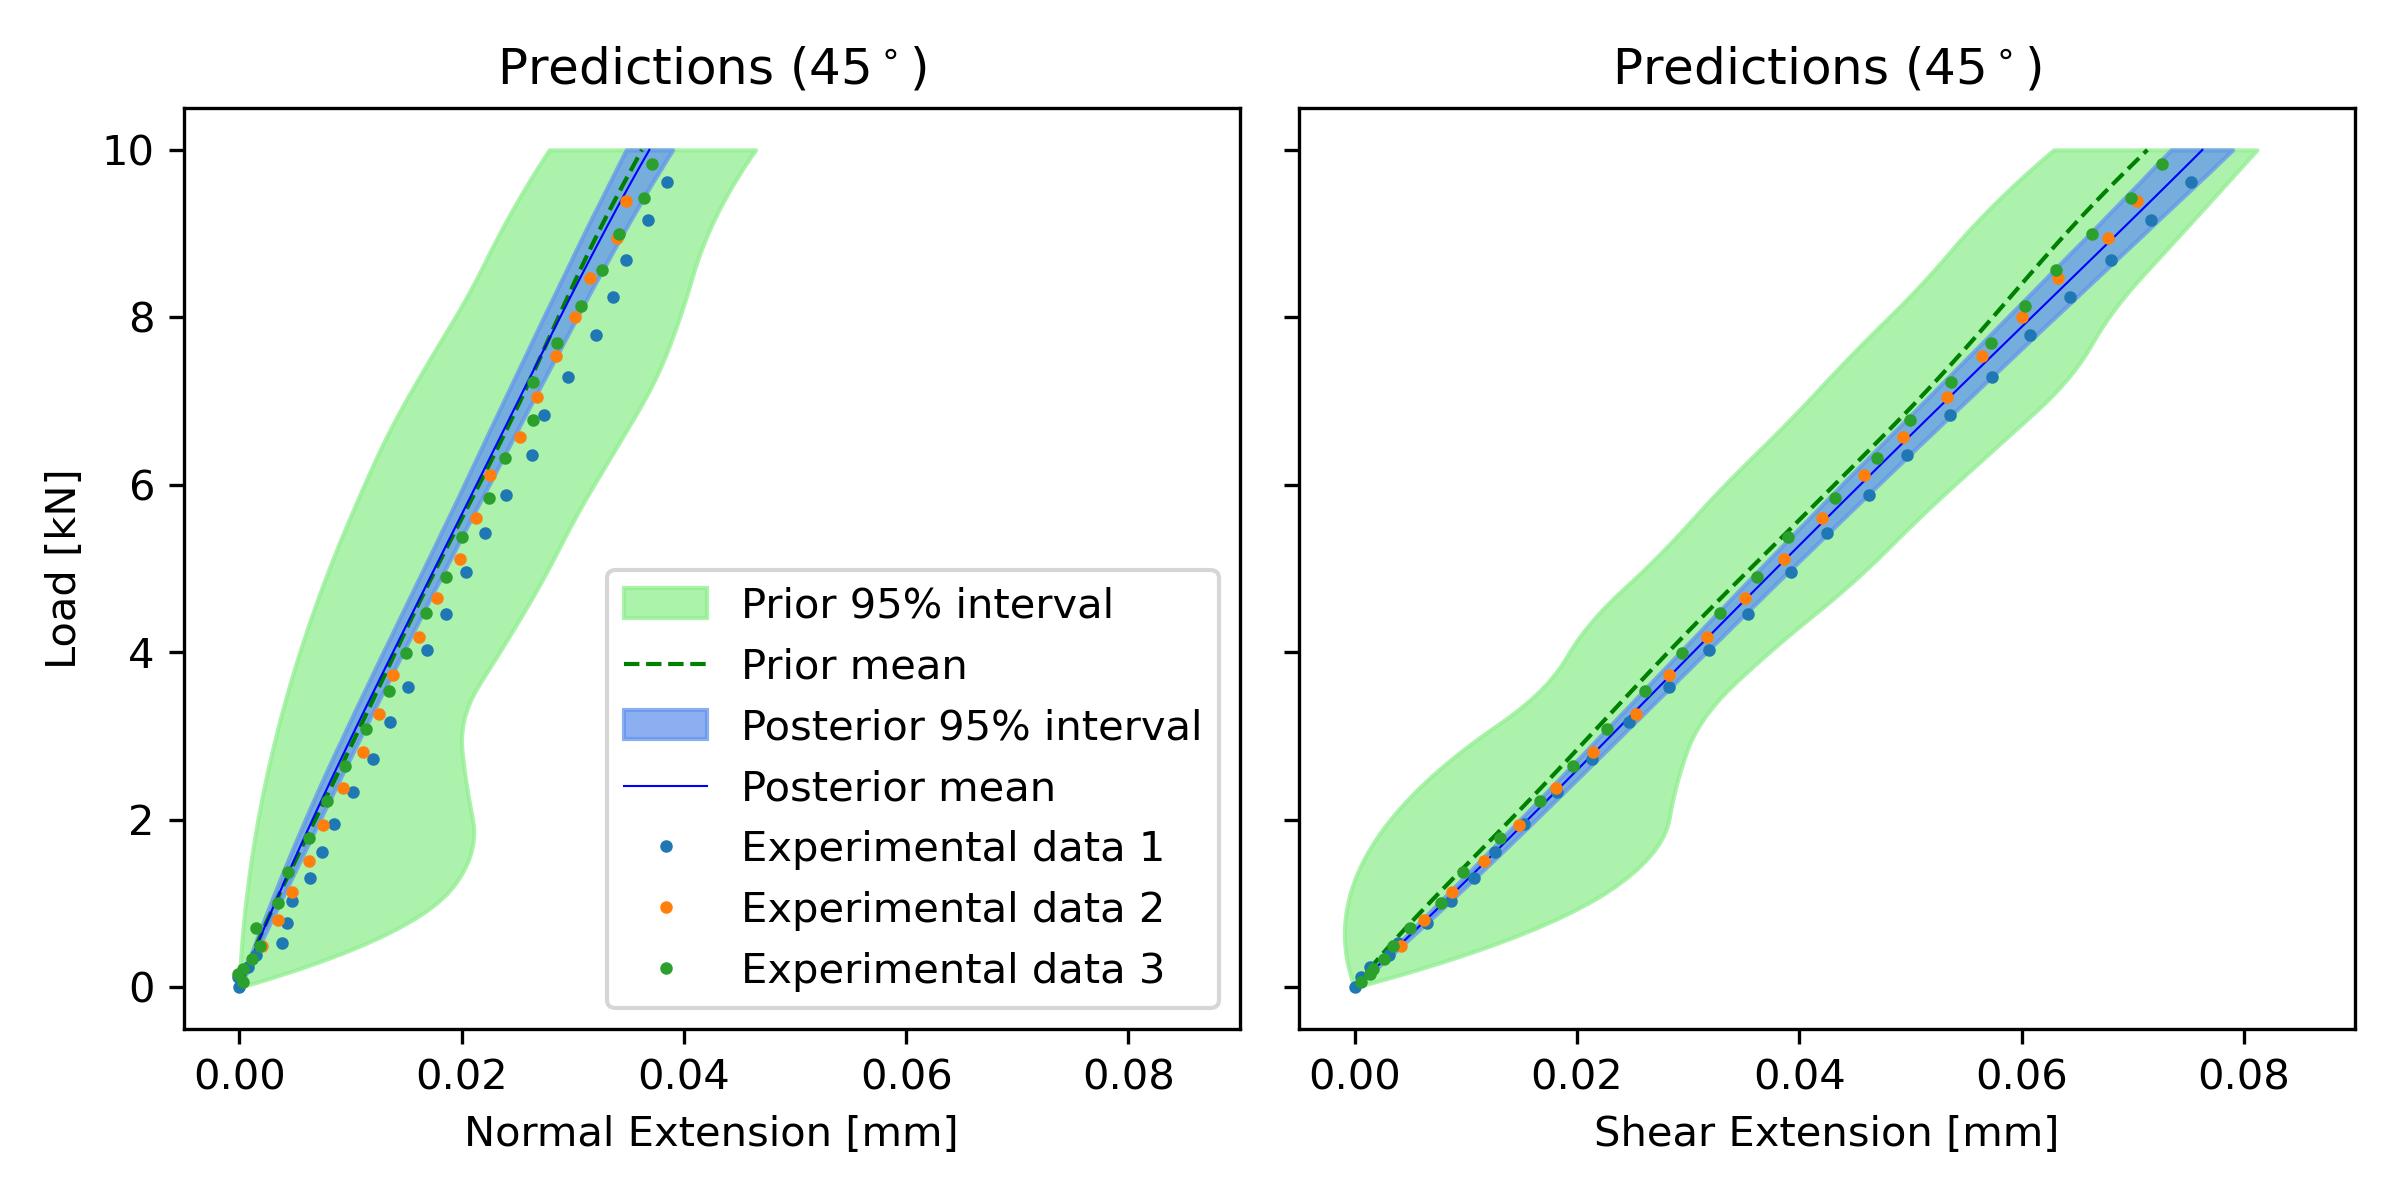 Predictions (45°)
Predictions (45°)
10
8
6
4
2
0
Load [kN]
Prior 95% interval
Prior mean
Posterior 95% interval
Posterior mean
Experimental data 1
Experimental data 2
Experimental data 3
0.00 0.02 0.04 0.06 0.08
0.00 0.02 0.04 0.06 0.08
Normal Extension [mm]
Shear Extension [mm]